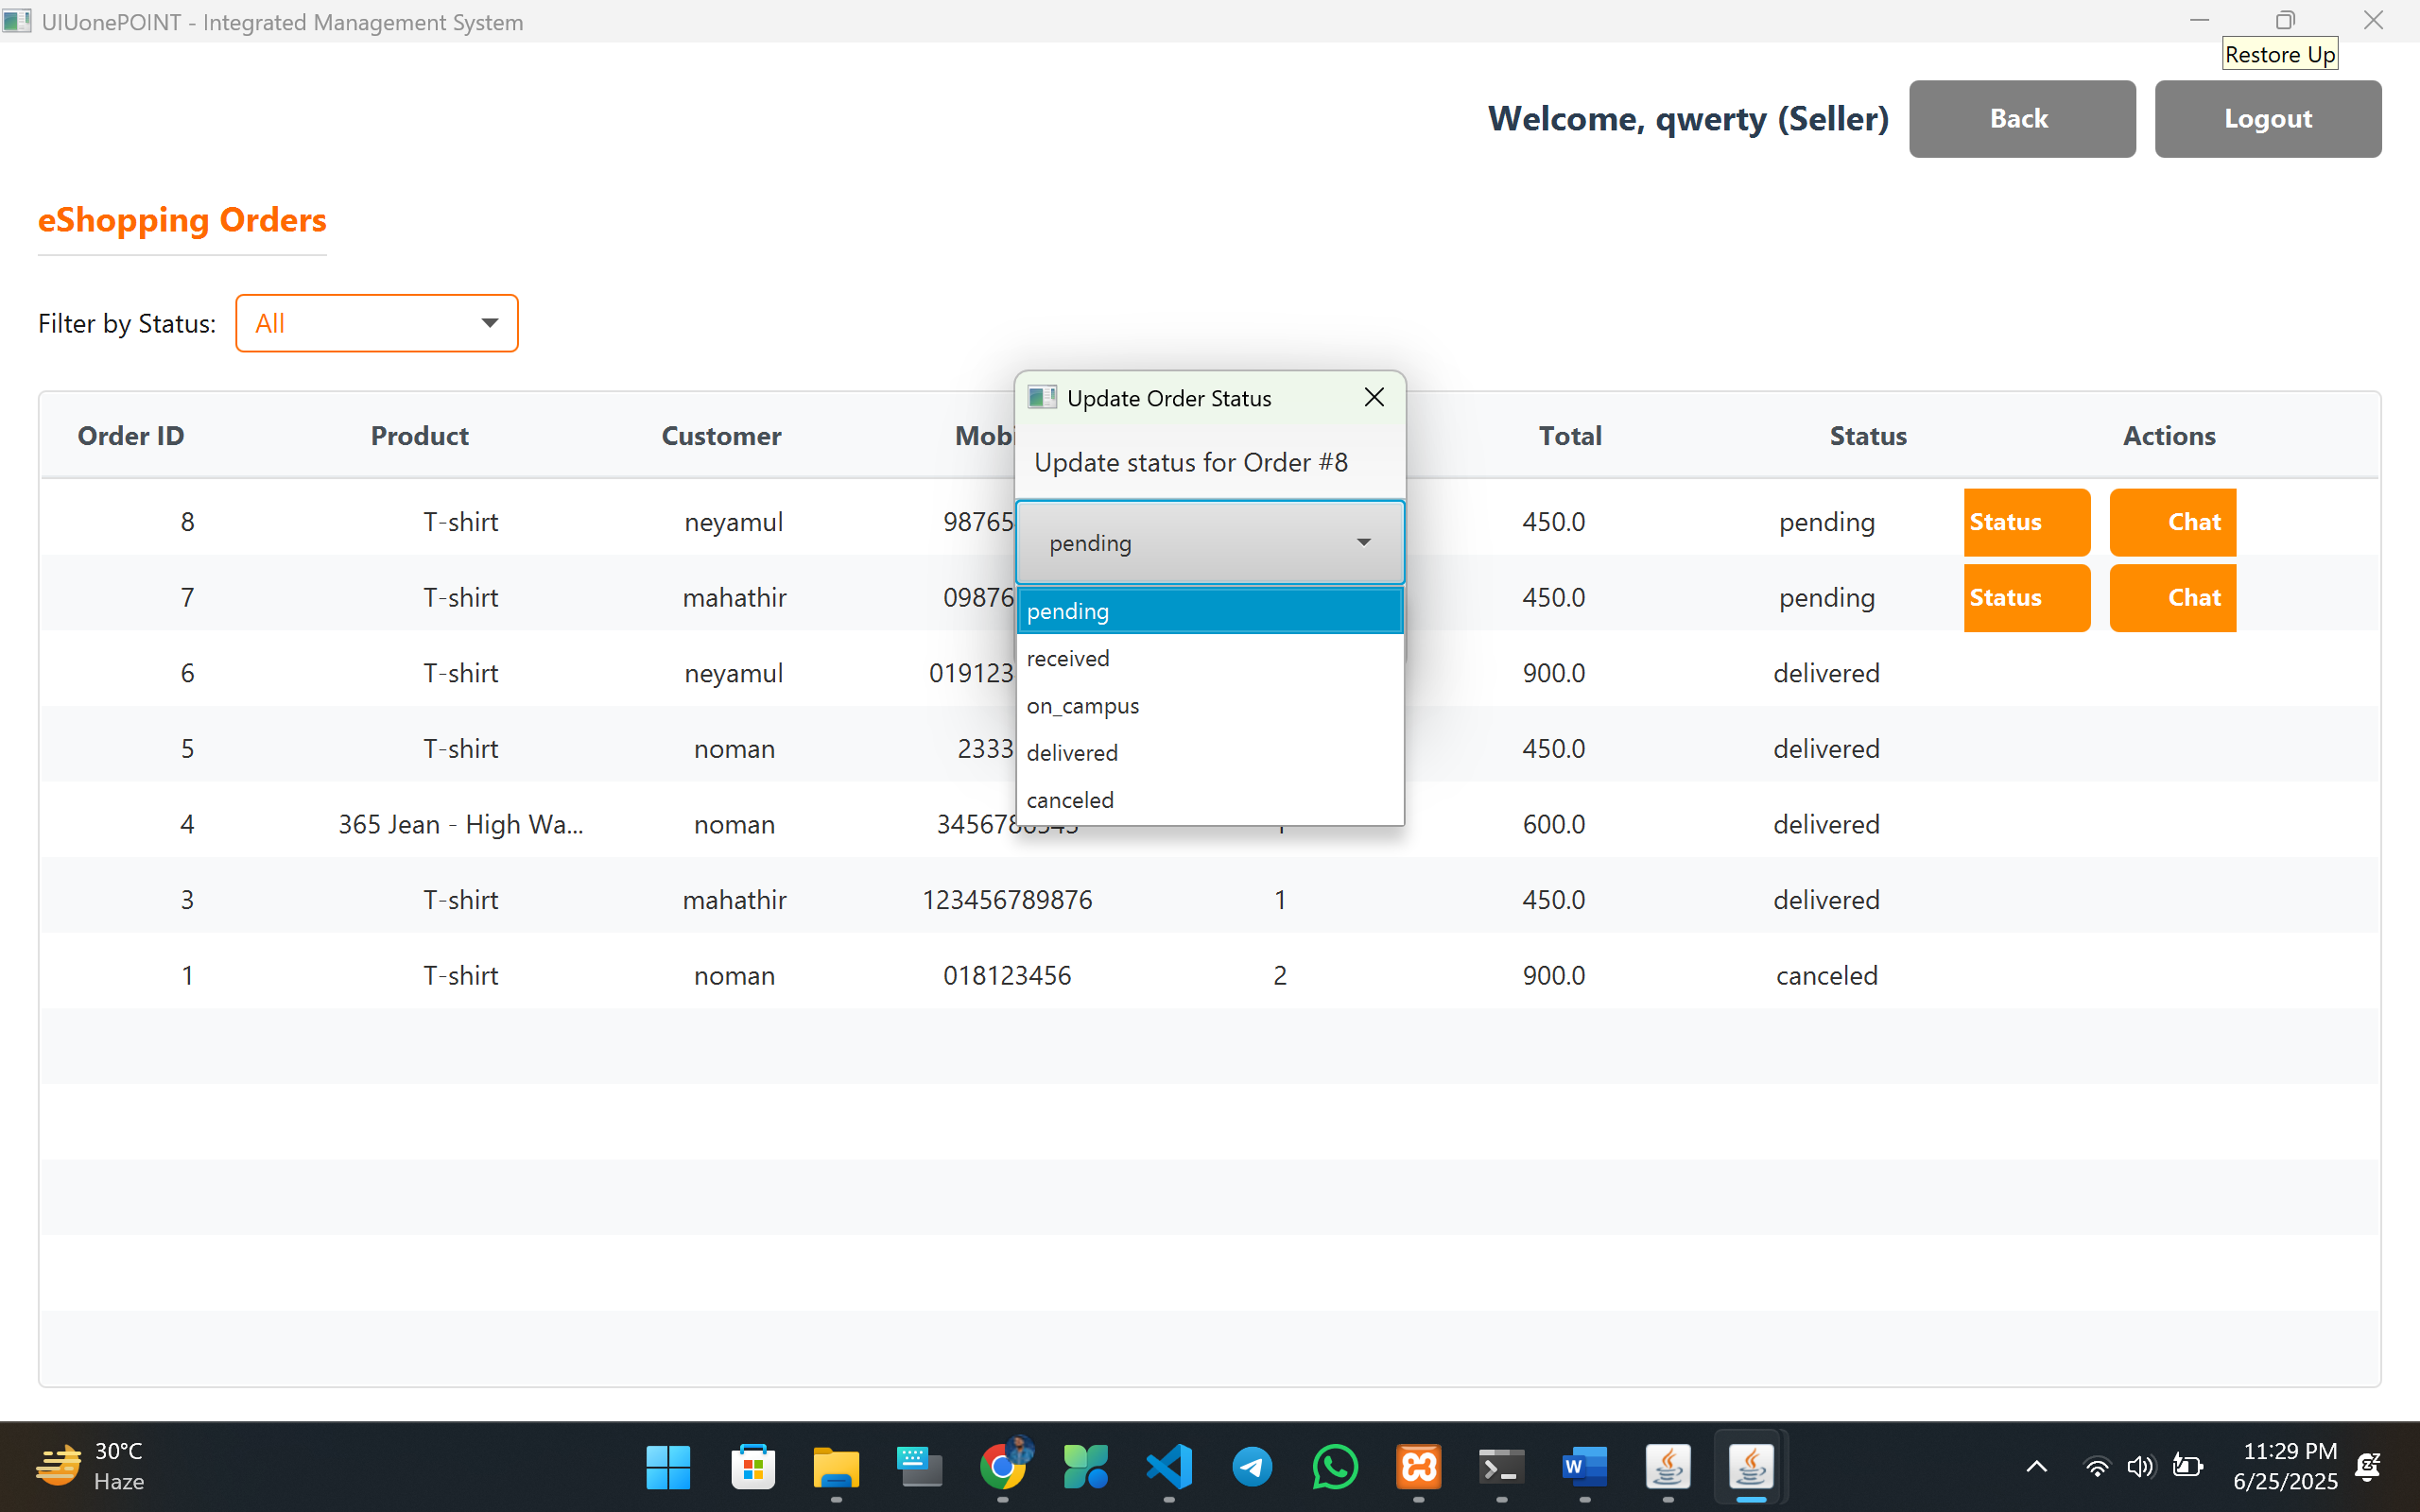 UIUonePOINT - Integrated Management System
Restore Up
Welcome, qwerty (Seller)
Back
Logout
eShopping Orders
Filter by Status:
All
Update Order Status
Update status for Order #8
pending
pending
received
on_campus
delivered
canceled
Order ID Product Customer Mobi Total Status Actions
8 T-shirt neyamul 98765 450.0 pending Status Chat
7 T-shirt mahathir 09876 450.0 pending Status Chat
6 T-shirt neyamul 019123 900.0 delivered
5 T-shirt noman 2333 450.0 delivered
4 365 Jean - High Wa... noman 600.0 delivered
3 T-shirt mahathir 123456789876 1 450.0 delivered
1 T-shirt noman 018123456 2 900.0 canceled
30°C
Haze
11:29 PM
6/25/2025